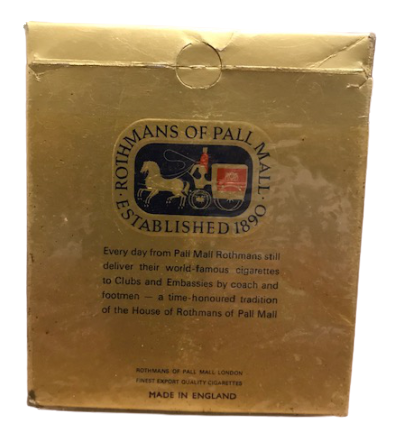 ROTHMANS OF PALL MALL
ESTABLISHED 1890
Every day from Pall Mall Rothmans still
deliver their world-famous cigarettes
to Clubs and Embassies by coach and
footmen — a time-honoured tradition
of the House of Rothmans of Pall Mall
ROTHMANS OF PALL MALL LONDON
FINEST EXPORT QUALITY CIGARETTES
MADE IN ENGLAND